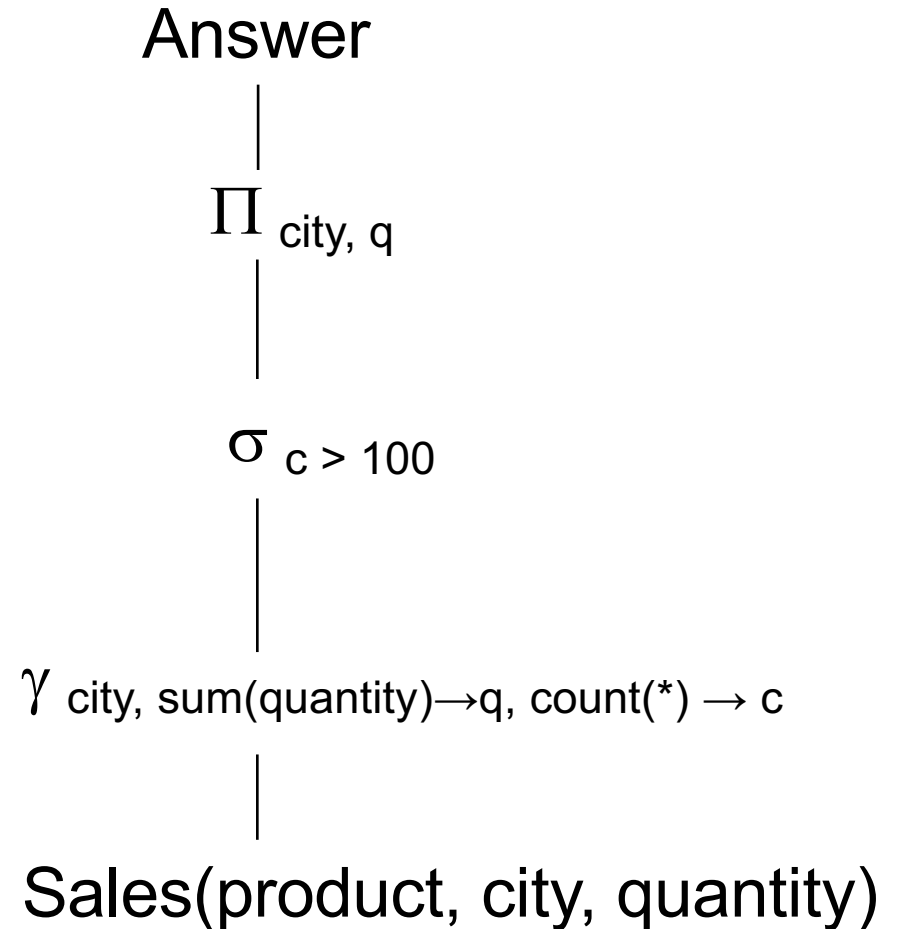 Answer
Π city, q
σ c > 100
γ city, sum(quantity)→q, count(*) → c
Sales(product, city, quantity)